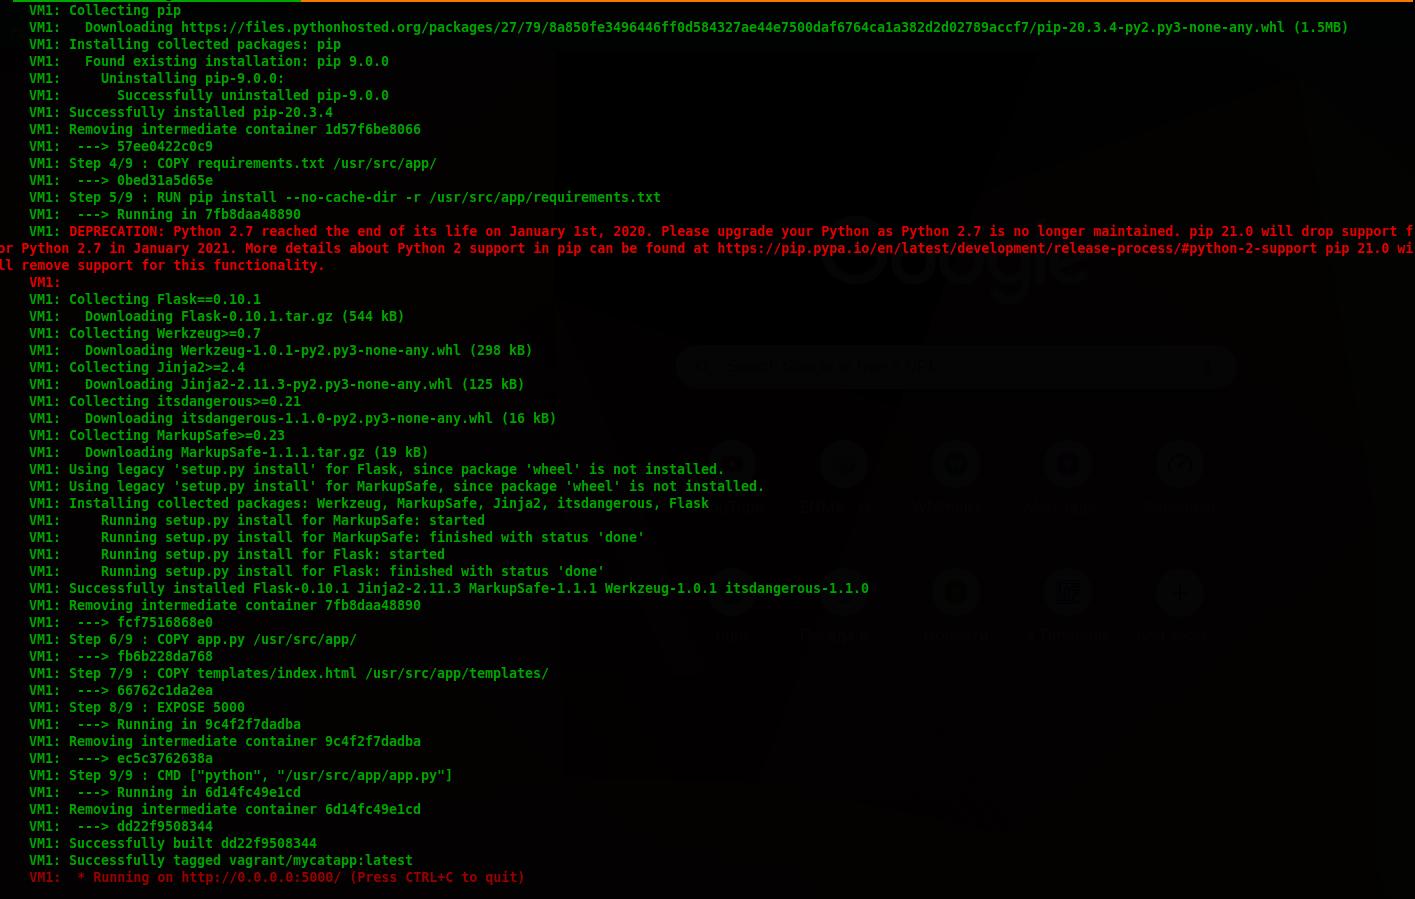 VM1: Collecting pip
VM1:   Downloading https://files.pythonhosted.org/packages/27/79/8a850fe3496446ff0d584327ae44e7500daf6764ca1a382d2d02789accf7/pip-20.3.4-py2.py3-none-any.whl (1.5MB)
VM1: Installing collected packages: pip
VM1:   Found existing installation: pip 9.0.0
VM1:     Uninstalling pip-9.0.0:
VM1:       Successfully uninstalled pip-9.0.0
VM1: Successfully installed pip-20.3.4
VM1: Removing intermediate container 1d57f6be8066
VM1:  ---> 57ee0422c0c9
VM1: Step 4/9 : COPY requirements.txt /usr/src/app/
VM1:  ---> 0bed31a5d65e
VM1: Step 5/9 : RUN pip install --no-cache-dir -r /usr/src/app/requirements.txt
VM1:  ---> Running in 7fb8daa48890
VM1: DEPRECATION: Python 2.7 reached the end of its life on January 1st, 2020. Please upgrade your Python as Python 2.7 is no longer maintained. pip 21.0 will drop support f
or Python 2.7 in January 2021. More details about Python 2 support in pip can be found at https://pip.pypa.io/en/latest/development/release-process/#python-2-support pip 21.0 wi
ll remove support for this functionality.
VM1:
VM1: Collecting Flask==0.10.1
VM1:   Downloading Flask-0.10.1.tar.gz (544 kB)
VM1: Collecting Werkzeug>=0.7
VM1:   Downloading Werkzeug-1.0.1-py2.py3-none-any.whl (298 kB)
VM1: Collecting Jinja2>=2.4
VM1:   Downloading Jinja2-2.11.3-py2.py3-none-any.whl (125 kB)
VM1: Collecting itsdangerous>=0.21
VM1:   Downloading itsdangerous-1.1.0-py2.py3-none-any.whl (16 kB)
VM1: Collecting MarkupSafe>=0.23
VM1:   Downloading MarkupSafe-1.1.1.tar.gz (19 kB)
VM1: Using legacy 'setup.py install' for Flask, since package 'wheel' is not installed.
VM1: Using legacy 'setup.py install' for MarkupSafe, since package 'wheel' is not installed.
VM1: Installing collected packages: Werkzeug, MarkupSafe, Jinja2, itsdangerous, Flask
VM1:     Running setup.py install for MarkupSafe: started
VM1:     Running setup.py install for MarkupSafe: finished with status 'done'
VM1:     Running setup.py install for Flask: started
VM1:     Running setup.py install for Flask: finished with status 'done'
VM1: Successfully installed Flask-0.10.1 Jinja2-2.11.3 MarkupSafe-1.1.1 Werkzeug-1.0.1 itsdangerous-1.1.0
VM1: Removing intermediate container 7fb8daa48890
VM1:  ---> fcf7516868e0
VM1: Step 6/9 : COPY app.py /usr/src/app/
VM1:  ---> fb6b228da768
VM1: Step 7/9 : COPY templates/index.html /usr/src/app/templates/
VM1:  ---> 66762c1da2ea
VM1: Step 8/9 : EXPOSE 5000
VM1:  ---> Running in 9c4f2f7dadba
VM1: Removing intermediate container 9c4f2f7dadba
VM1:  ---> ec5c3762638a
VM1: Step 9/9 : CMD ["python", "/usr/src/app/app.py"]
VM1:  ---> Running in 6d14fc49e1cd
VM1: Removing intermediate container 6d14fc49e1cd
VM1:  ---> dd22f9508344
VM1: Successfully built dd22f9508344
VM1: Successfully tagged vagrant/mycatapp:latest
VM1:  * Running on http://0.0.0.0:5000/ (Press CTRL+C to quit)
Google